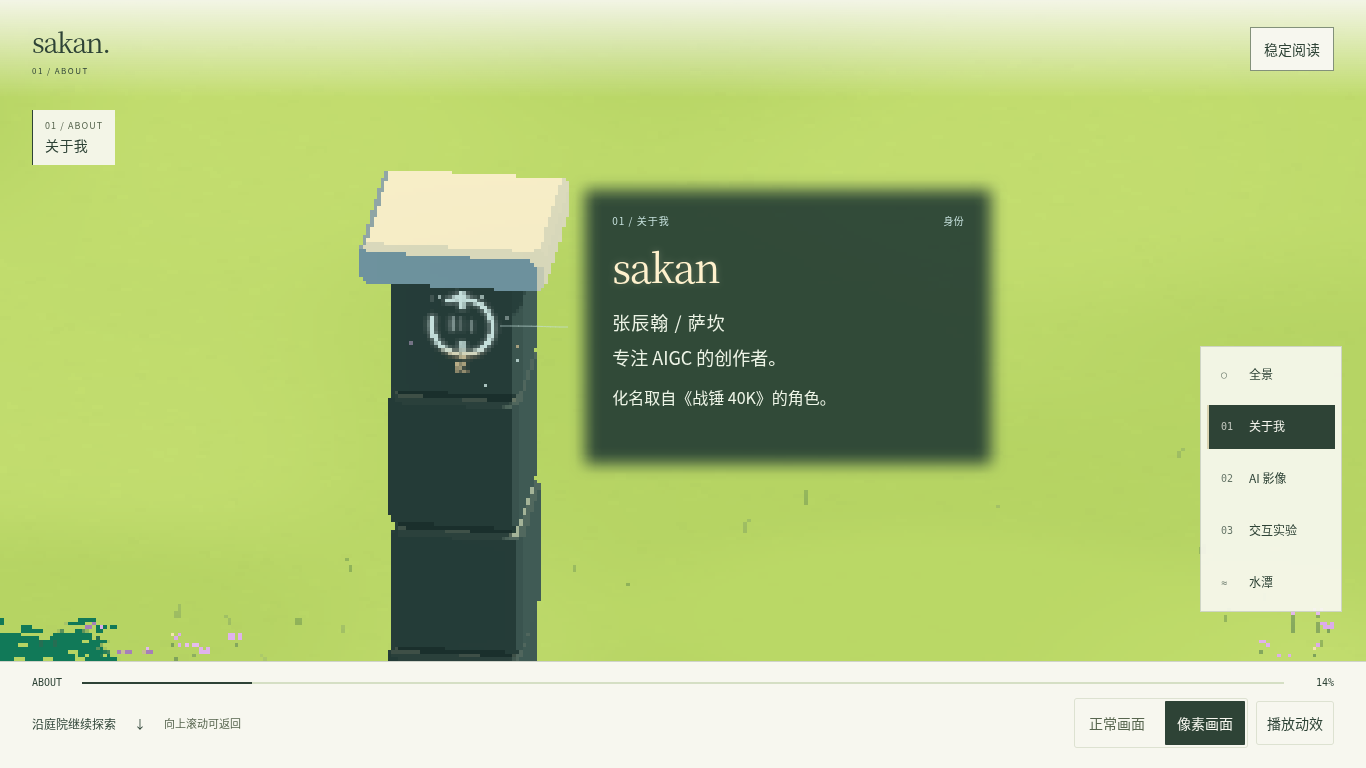 sakan.
01 / ABOUT
稳定阅读
01 / ABOUT
关于我
01 / 关于我
身份
sakan
张辰翰 / 萨坎
专注 AIGC 的创作者。
化名取自《战锤 40K》的角色。
○ 全景
01 关于我
02 AI 影像
03 交互实验
≈ 水潭
ABOUT
14%
沿庭院继续探索 ↓ 向上滚动可返回
正常画面
像素画面
播放动效